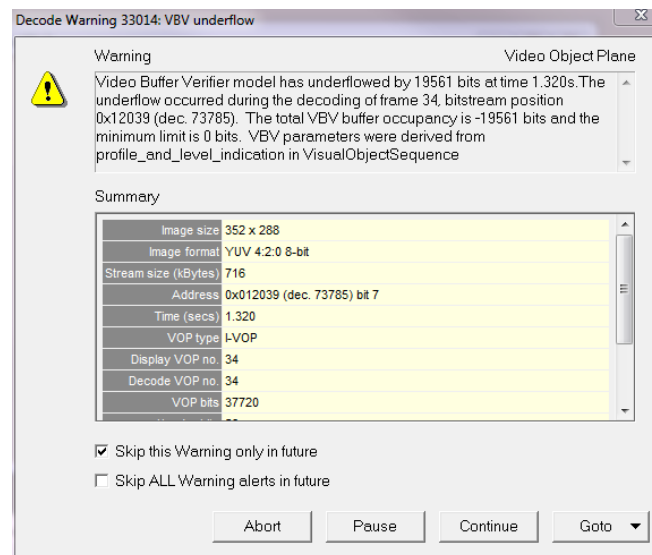 Decode Warning 33014: VBV underflow
Warning Video Object Plane
Video Buffer Verifier model has underflowed by 19561 bits at time 1.320s.The
underflow occurred during the decoding of frame 34, bitstream position
0x12039 (dec. 73785). The total VBV buffer occupancy is -19561 bits and the
minimum limit is 0 bits. VBV parameters were derived from
profile_and_level_indication in VisualObjectSequence
Summary
Image size 352 x 288
Image format YUV 4:2:0 8-bit
Stream size (kBytes) 716
Address 0x012039 (dec. 73785) bit 7
Time (secs) 1.320
VOP type I-VOP
Display VOP no. 34
Decode VOP no. 34
VOP bits 37720
Skip this Warning only in future
Skip ALL Warning alerts in future
Abort Pause Continue Goto